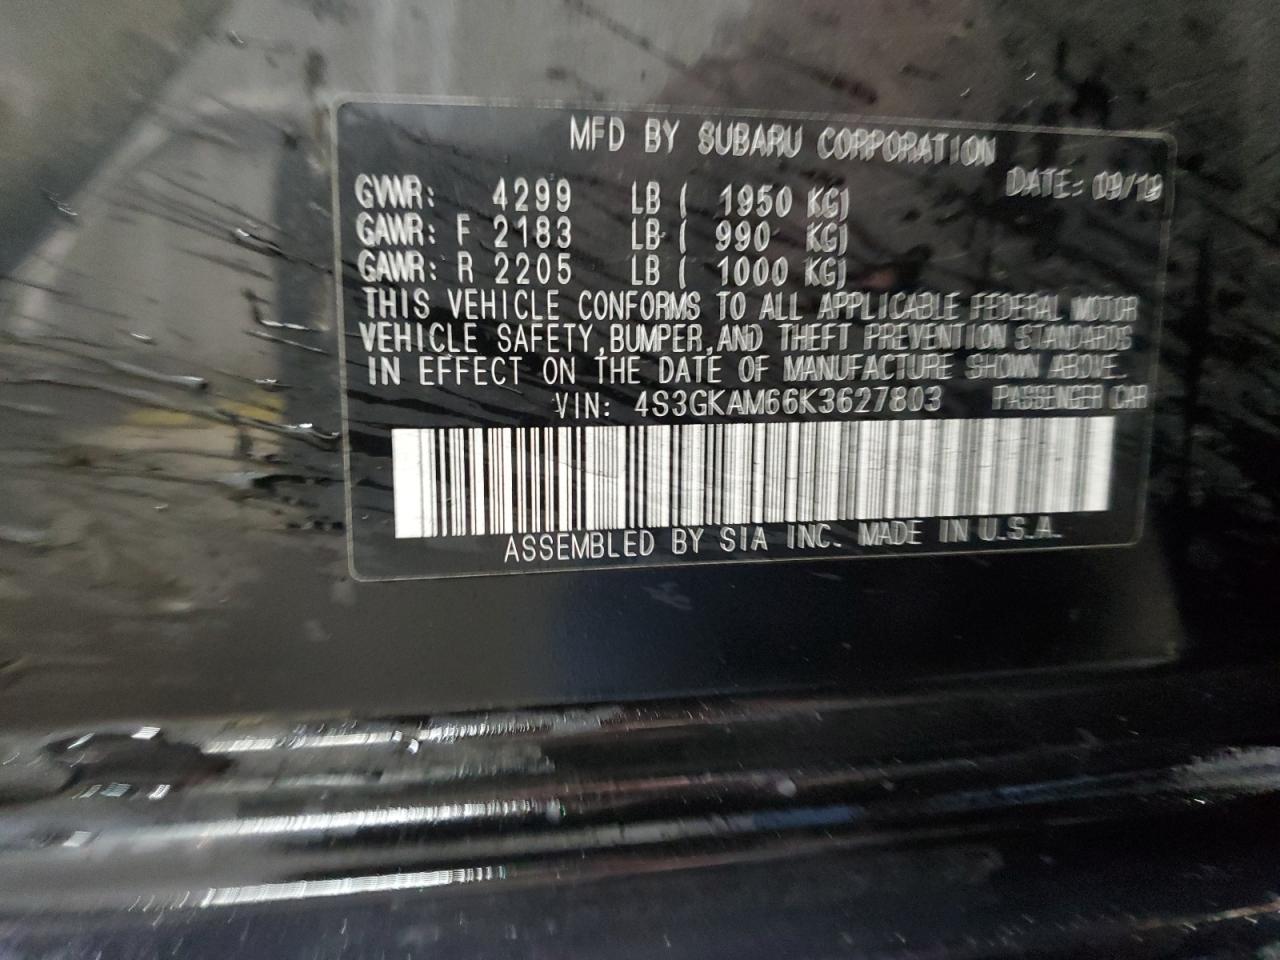 MFD BY SUBARU CORPORATION
DATE: 09/19
GVWR: 4299 LB ( 1950 KG)
GAWR: F 2183 LB ( 990 KG)
GAWR: R 2205 LB ( 1000 KG)
THIS VEHICLE CONFORMS TO ALL APPLICABLE FEDERAL MOTOR
VEHICLE SAFETY,BUMPER,AND THEFT PREVENTION STANDARDS
IN EFFECT ON THE DATE OF MANUFACTURE SHOWN ABOVE.
VIN: 4S3GKAM66K3627803 PASSENGER CAR
ASSEMBLED BY SIA INC. MADE IN U.S.A.